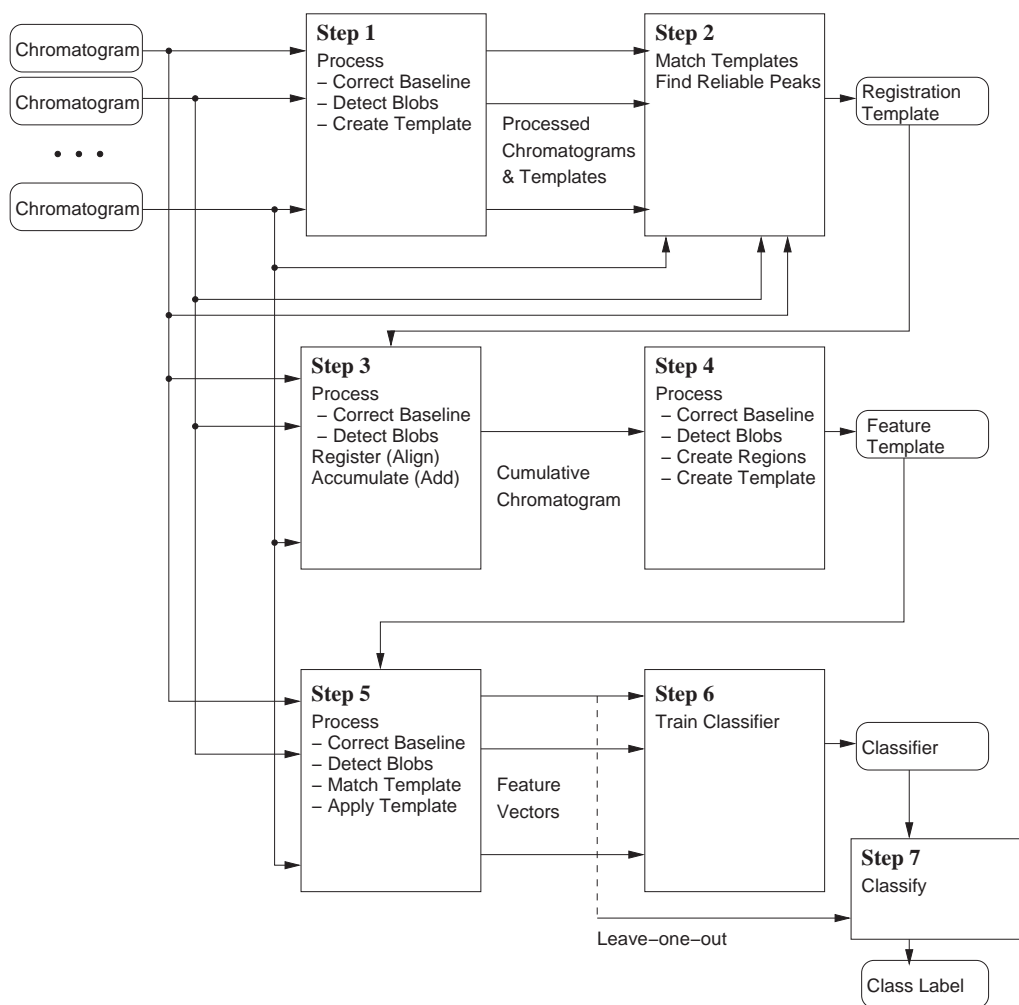 Chromatogram
Chromatogram
• • •
Chromatogram
Step 1
Process
– Correct Baseline
– Detect Blobs
– Create Template
Processed
Chromatograms
& Templates
Step 2
Match Templates
Find Reliable Peaks
Registration
Template
Step 3
Process
– Correct Baseline
– Detect Blobs
Register (Align)
Accumulate (Add)
Cumulative
Chromatogram
Step 4
Process
– Correct Baseline
– Detect Blobs
– Create Regions
– Create Template
Feature
Template
Step 5
Process
– Correct Baseline
– Detect Blobs
– Match Template
– Apply Template
Feature
Vectors
Step 6
Train Classifier
Classifier
Leave–one–out
Step 7
Classify
Class Label